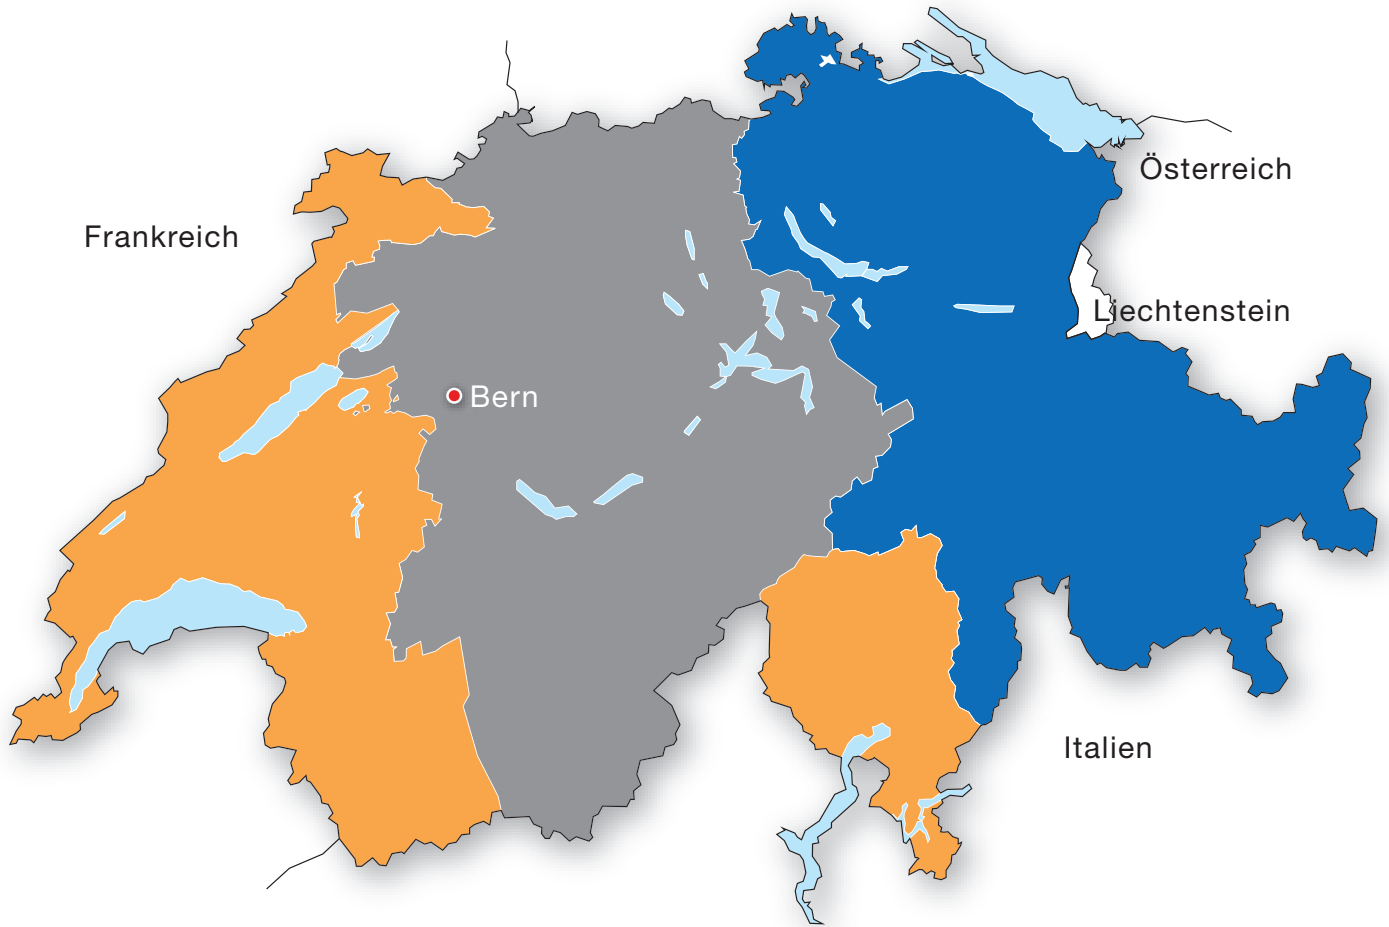 Österreich
Frankreich
Liechtenstein
Bern
Italien